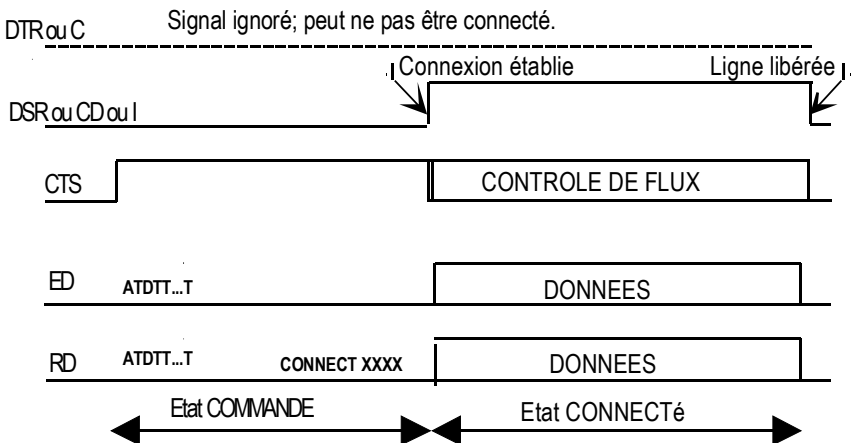 DTR ou C Signal ignoré; peut ne pas être connecté.
Connexion établie Ligne libérée
DSR ou CD ou I
CTS CONTROLE DE FLUX
ED ATDTT...T DONNEES
RD ATDTT...T CONNECT XXXX DONNEES
Etat COMMANDE Etat CONNECTé